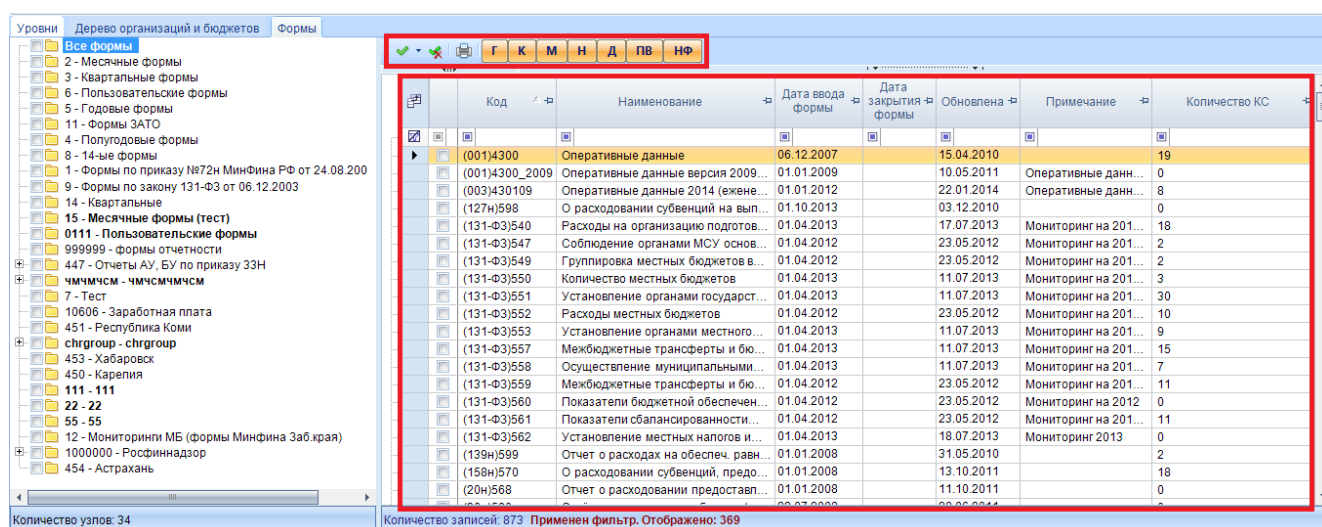 Уровни Дерево организаций и бюджетов Формы
Все формы
2 - Месячные формы
3 - Квартальные формы
6 - Пользовательские формы
5 - Годовые формы
11 - Формы ЗАТО
4 - Полугодовые формы
8 - 14-ые формы
1 - Формы по приказу №72н МинФина РФ от 24.08.200
9 - Формы по закону 131-ФЗ от 06.12.2003
14 - Квартальные
15 - Месячные формы (тест)
0111 - Пользовательские формы
999999 - формы отчетности
447 - Отчеты АУ, БУ по приказу 33Н
чмчмчсм - чмчсмчмчсм
7 - Тест
10606 - Заработная плата
451 - Республика Коми
chrgroup - chrgroup
453 - Хабаровск
450 - Карелия
111 - 111
22 - 22
55 - 55
12 - Мониторинги МБ (формы Минфина Заб.края)
1000000 - Росфиннадзор
454 - Астрахань
Количество узлов: 34
Г К М Н Д ПВ НФ
Код Наименование Дата ввода формы Дата закрытия формы Обновлена Примечание Количество КС
(001)4300 Оперативные данные 06.12.2007 15.04.2010 19
(001)4300_2009 Оперативные данные версия 2009... 01.01.2009 10.05.2011 Оперативные данн... 0
(003)430109 Оперативные данные 2014 (ежене... 01.01.2012 22.01.2014 Оперативные данн... 8
(127н)598 О расходовании субвенций на вып... 01.10.2013 03.12.2010 0
(131-ФЗ)540 Расходы на организацию подготов... 01.04.2013 17.07.2013 Мониторинг на 201... 18
(131-ФЗ)547 Соблюдение органами МСУ основ... 01.04.2012 23.05.2012 Мониторинг на 201... 2
(131-ФЗ)549 Группировка местных бюджетов в... 01.04.2012 23.05.2012 Мониторинг на 201... 2
(131-ФЗ)550 Количество местных бюджетов 01.04.2013 11.07.2013 Мониторинг на 201... 3
(131-ФЗ)551 Установление органами государст... 01.04.2013 11.07.2013 Мониторинг на 201... 30
(131-ФЗ)552 Расходы местных бюджетов 01.04.2012 23.05.2012 Мониторинг на 201... 10
(131-ФЗ)553 Установление органами местного... 01.04.2013 11.07.2013 Мониторинг на 201... 9
(131-ФЗ)557 Межбюджетные трансферты и бю... 01.04.2013 11.07.2013 Мониторинг на 201... 15
(131-ФЗ)558 Осуществление муниципальными... 01.04.2013 11.07.2013 Мониторинг на 201... 7
(131-ФЗ)559 Межбюджетные трансферты и бю... 01.04.2012 23.05.2012 Мониторинг на 201... 11
(131-ФЗ)560 Показатели бюджетной обеспечен... 01.04.2012 23.05.2012 Мониторинг на 2012 0
(131-ФЗ)561 Показатели сбалансированности... 01.04.2012 23.05.2012 Мониторинг на 201... 11
(131-ФЗ)562 Установление местных налогов и... 01.04.2013 18.07.2013 Мониторинг 2013 0
(139н)599 Отчет о расходах на обеспеч. равн... 01.01.2008 31.05.2010 2
(158н)570 О расходовании субвенций, предо... 01.01.2008 13.10.2011 18
(20н)568 Отчет о расходовании предоставл... 01.01.2008 11.10.2011 0
Количество записей: 873 Применен фильтр. Отображено: 369